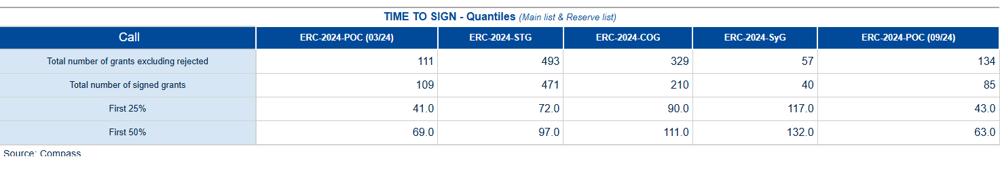 TIME TO SIGN - Quantiles (Main list & Reserve list)
Call ERC-2024-POC (03/24) ERC-2024-STG ERC-2024-COG ERC-2024-SyG ERC-2024-POC (09/24)
Total number of grants excluding rejected 111 493 329 57 134
Total number of signed grants 109 471 210 40 85
First 25% 41.0 72.0 90.0 117.0 43.0
First 50% 69.0 97.0 111.0 132.0 63.0
Source: Compass